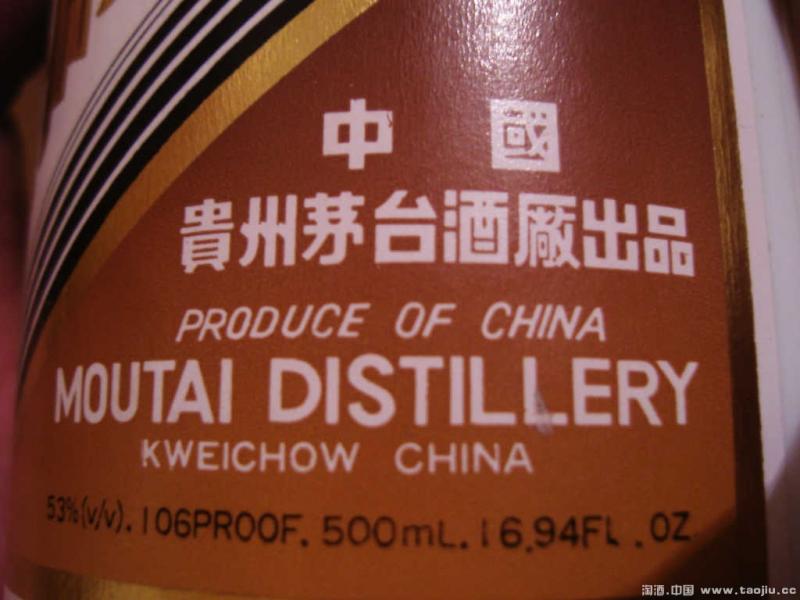 中 國
貴州茅台酒廠出品
PRODUCE OF CHINA
MOUTAI DISTILLERY
KWEICHOW CHINA
53%(v/v). 106PROOF. 500mL. 16.94FL. OZ
淘酒.中国 www.taojiu.cc